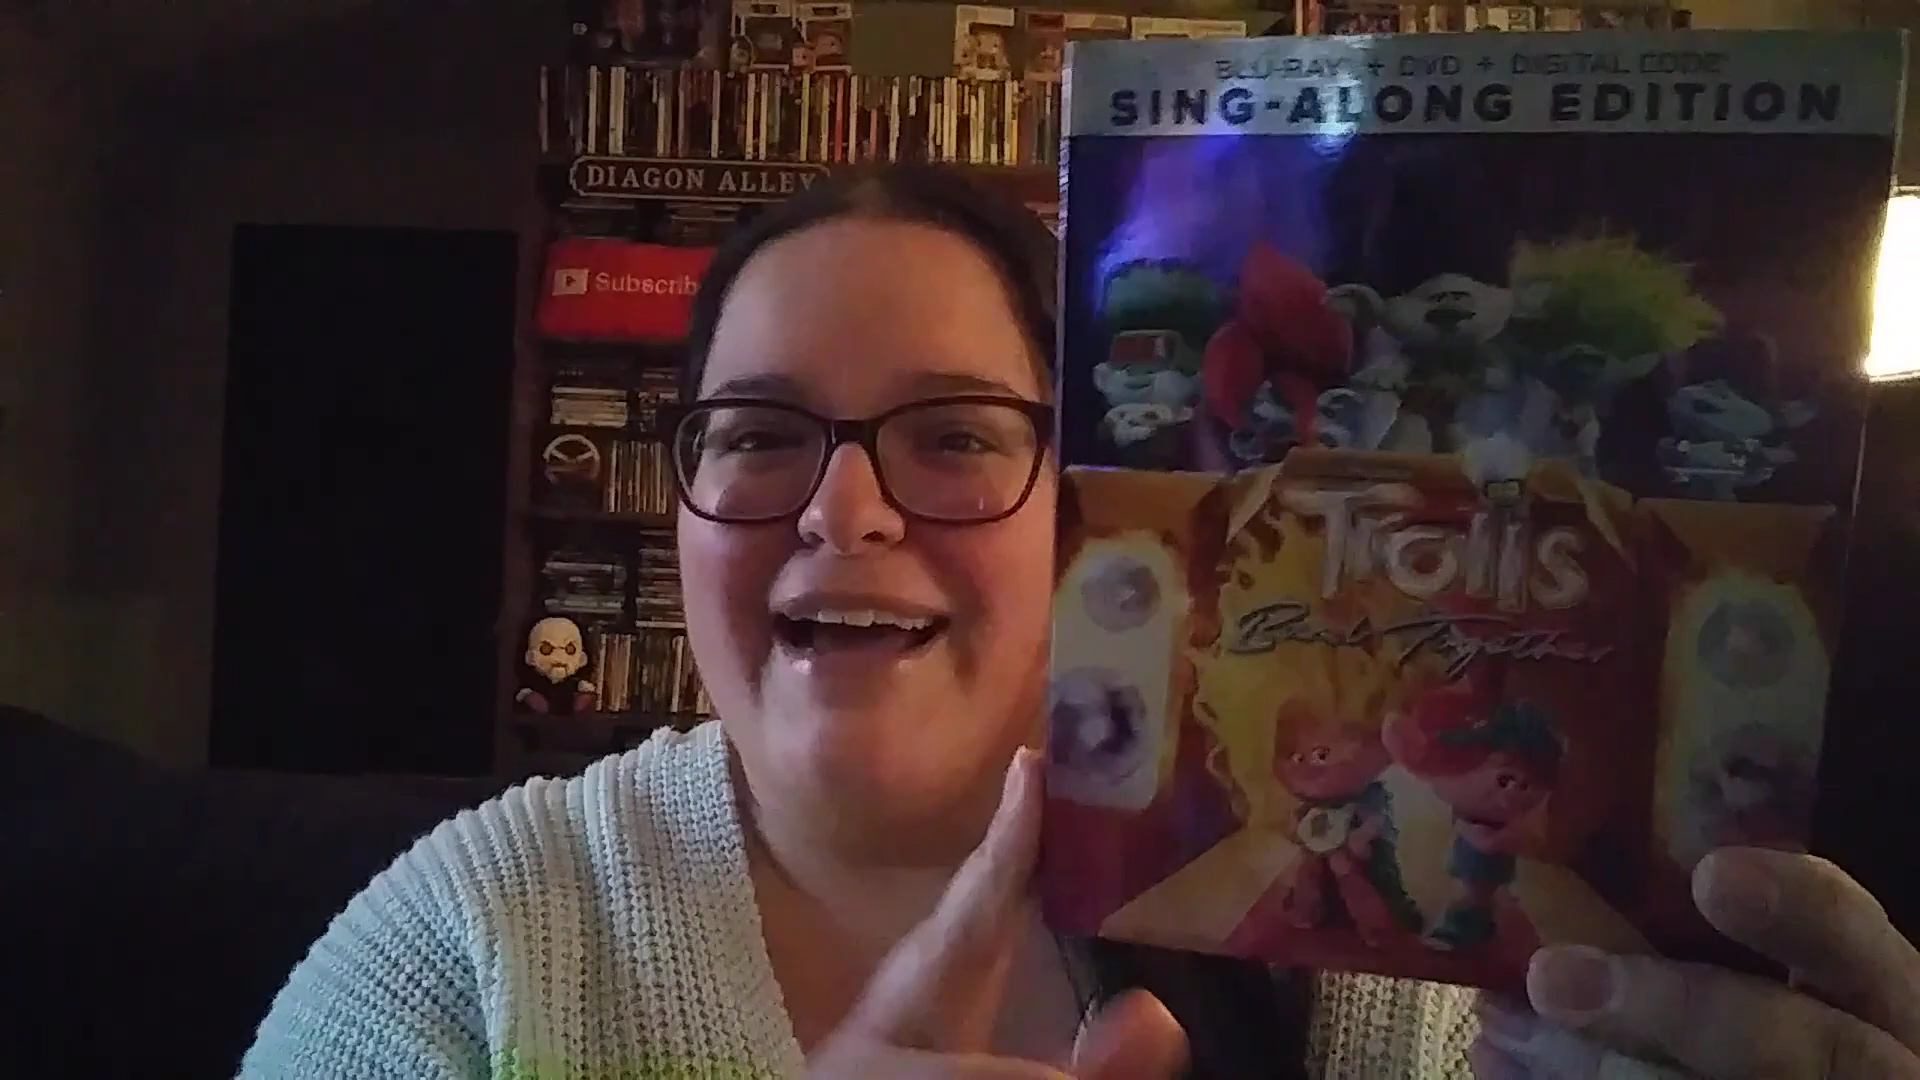 BLU-RAY + DVD + DIGITAL CODE
SING-ALONG EDITION
DIAGON ALLEY
Subscrib
Trolls
Band Together